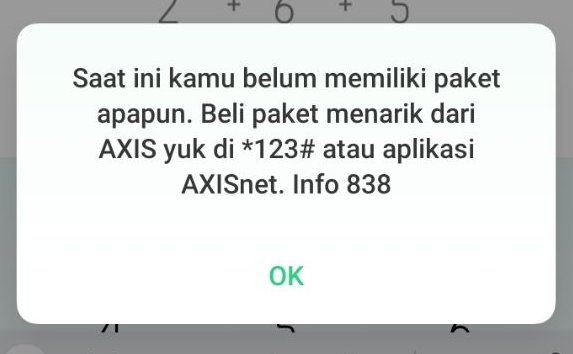 2 + 6 + 5
Saat ini kamu belum memiliki paket
apapun. Beli paket menarik dari
AXIS yuk di *123# atau aplikasi
AXISnet. Info 838
OK